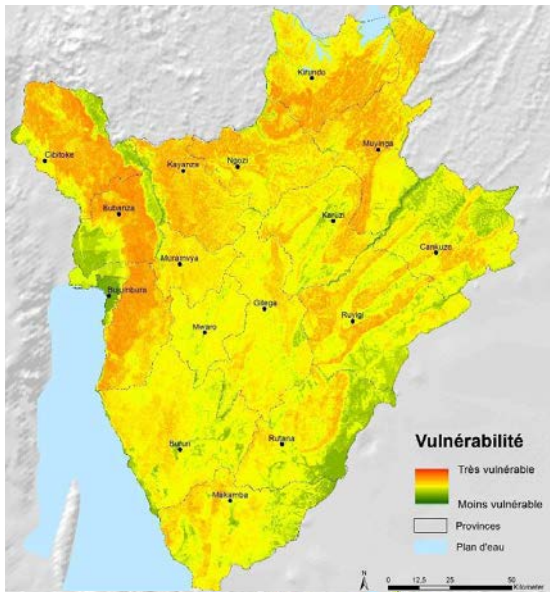 Kirundo
Muyinga
Cibitoke
Kayanza
Ngozi
Bubanza
Karuzi
Cankuzo
Muramvya
Bujumbura
Gitega
Ruyigi
Mwaro
Bururi
Rutana
Makamba
Vulnérabilité
Très vulnérable
Moins vulnérable
Provinces
Plan d'eau
N
0 12,5 25 50
Kilometer